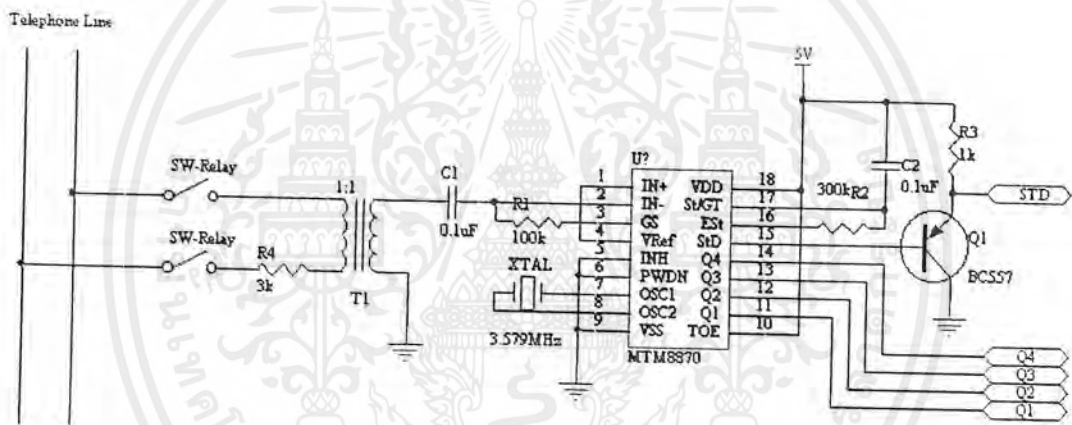 Telephone Line
SW-Relay
SW-Relay
R4
3k
1:1
T1
C1
0.1uF
R1
100k
XTAL
3.579MHz
U?
1 IN+
2 IN-
3 GS
4 VRef
5 INH
6 PWDN
7 OSC1
8 OSC2
9 VSS
VDD 18
St/GT 17
ESt 16
StD 15
Q4 14
Q3 13
Q2 12
Q1 11
TOE 10
MTM8870
5V
300k R2
C2
0.1uF
R3
1k
STD
Q1
BC557
Q4
Q3
Q2
Q1